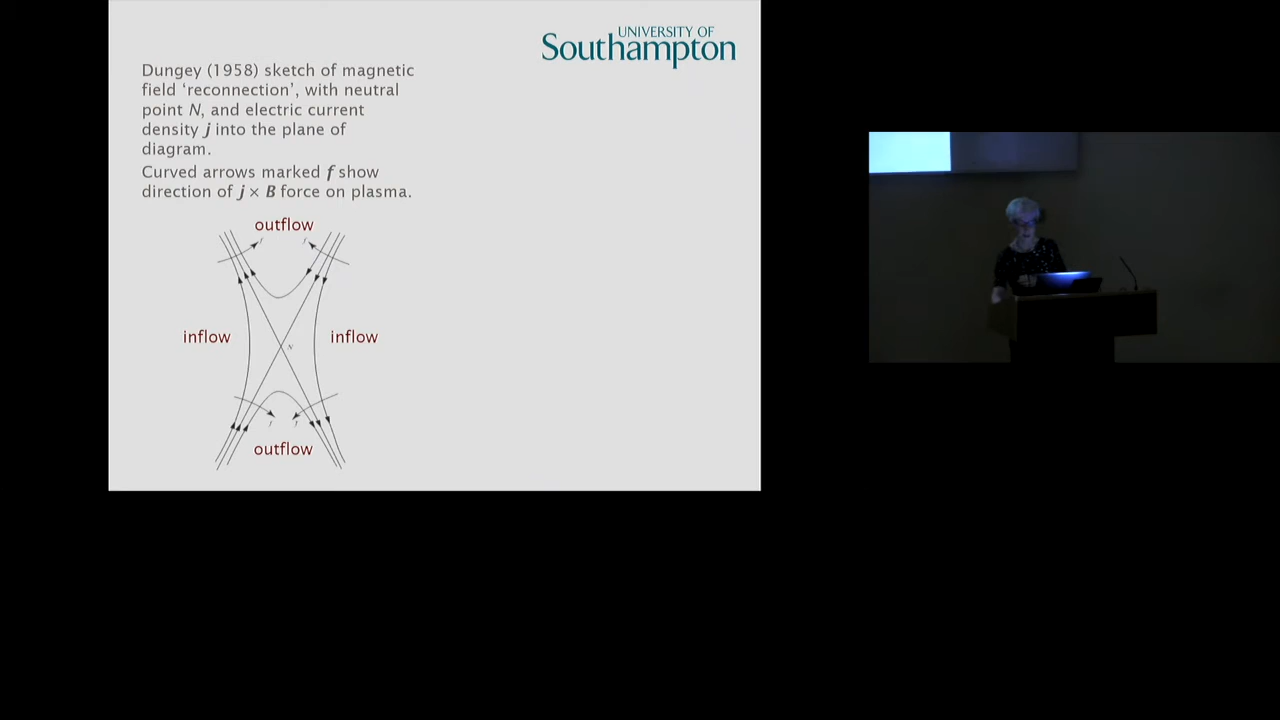 UNIVERSITY OF
Southampton
Dungey (1958) sketch of magnetic
field ‘reconnection’, with neutral
point N, and electric current
density j into the plane of
diagram.
Curved arrows marked f show
direction of j × B force on plasma.
outflow
f f
inflow inflow
N
f f
outflow